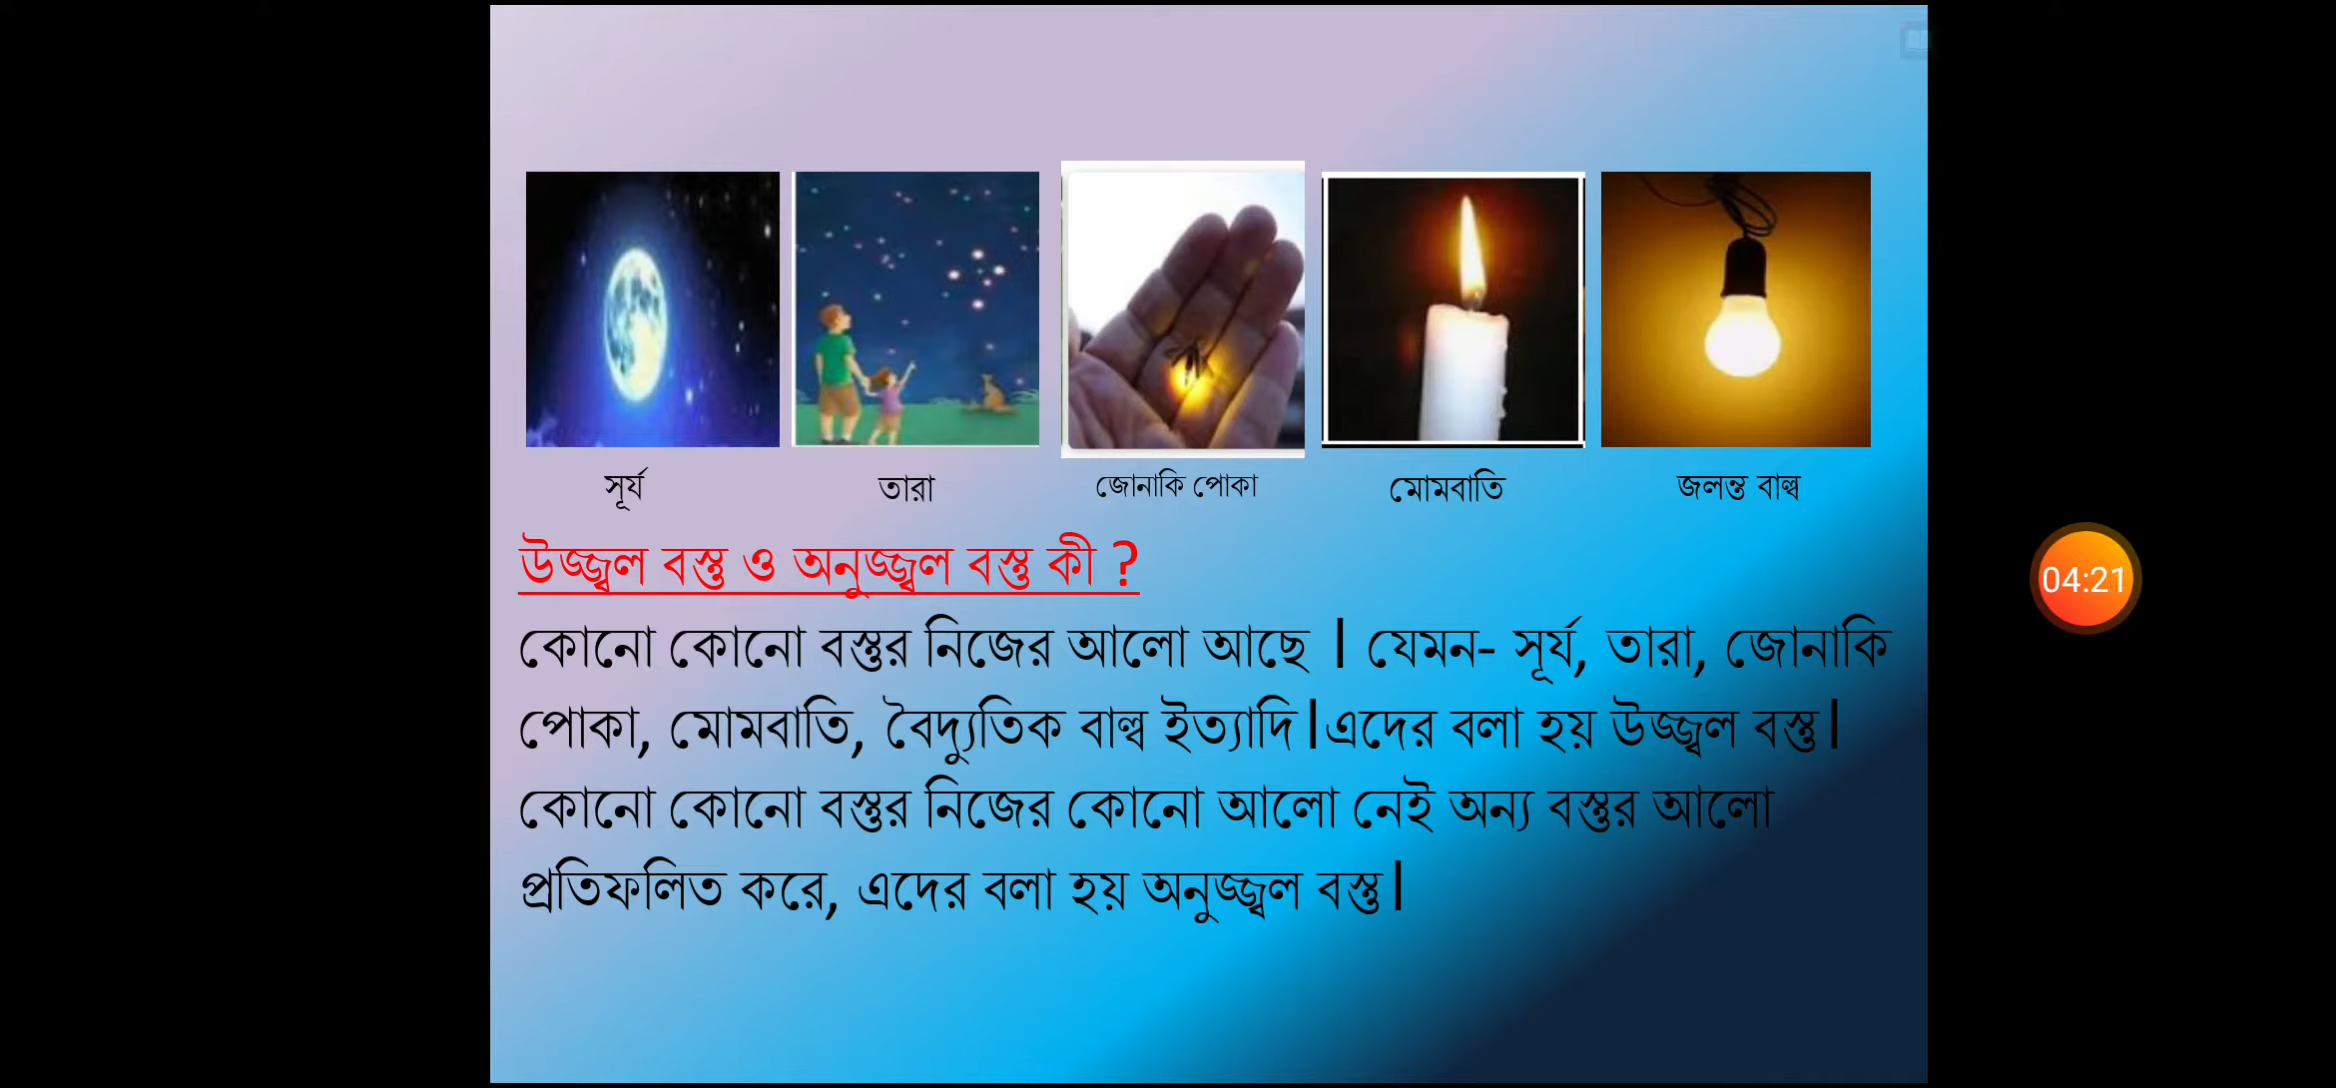 সূর্য তারা জোনাকি পোকা মোমবাতি জলন্ত বাল্ব
উজ্জ্বল বস্তু ও অনুজ্জ্বল বস্তু কী ?
কোনো কোনো বস্তুর নিজের আলো আছে । যেমন- সূর্য, তারা, জোনাকি
পোকা, মোমবাতি, বৈদ্যুতিক বাল্ব ইত্যাদি।এদের বলা হয় উজ্জ্বল বস্তু।
কোনো কোনো বস্তুর নিজের কোনো আলো নেই অন্য বস্তুর আলো
প্রতিফলিত করে, এদের বলা হয় অনুজ্জ্বল বস্তু।
04:21